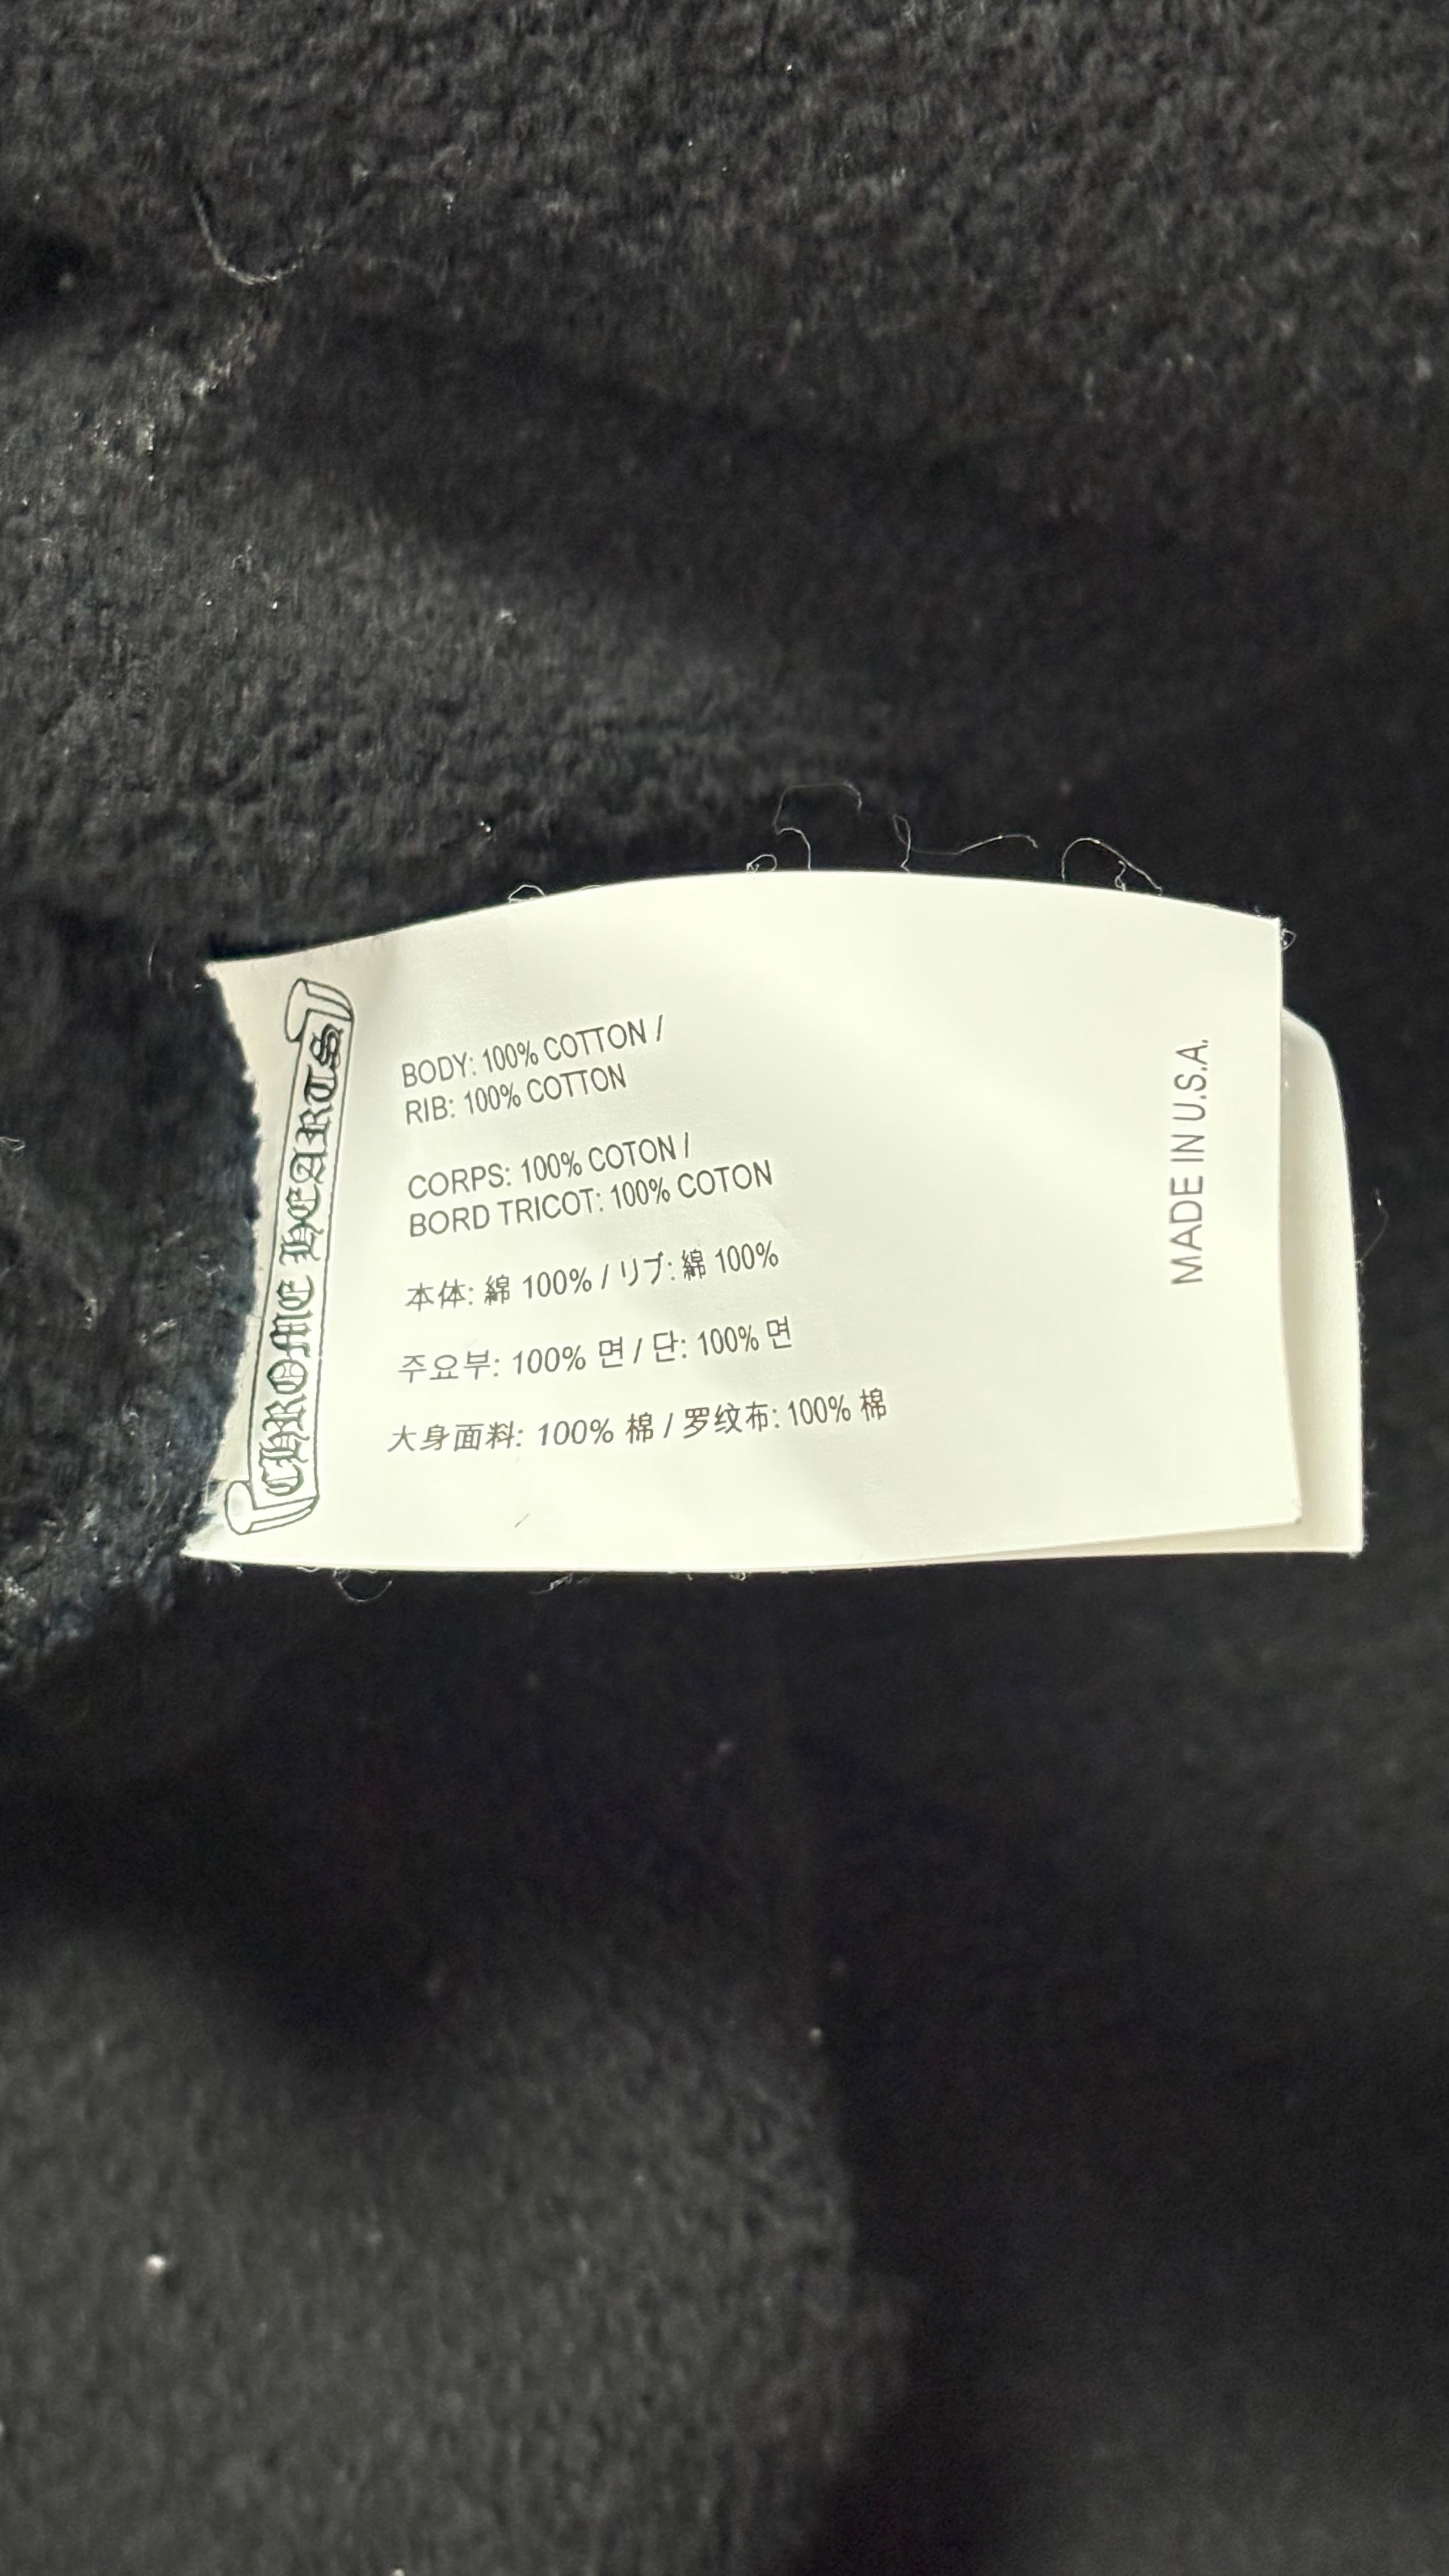 CHROME HEARTS
BODY: 100% COTTON /
RIB: 100% COTTON
CORPS: 100% COTON /
BORD TRICOT: 100% COTON
本体: 綿 100% / リブ: 綿 100%
주요부: 100% 면 / 단: 100% 면
大身面料: 100% 棉 / 罗纹布: 100% 棉
MADE IN U.S.A.